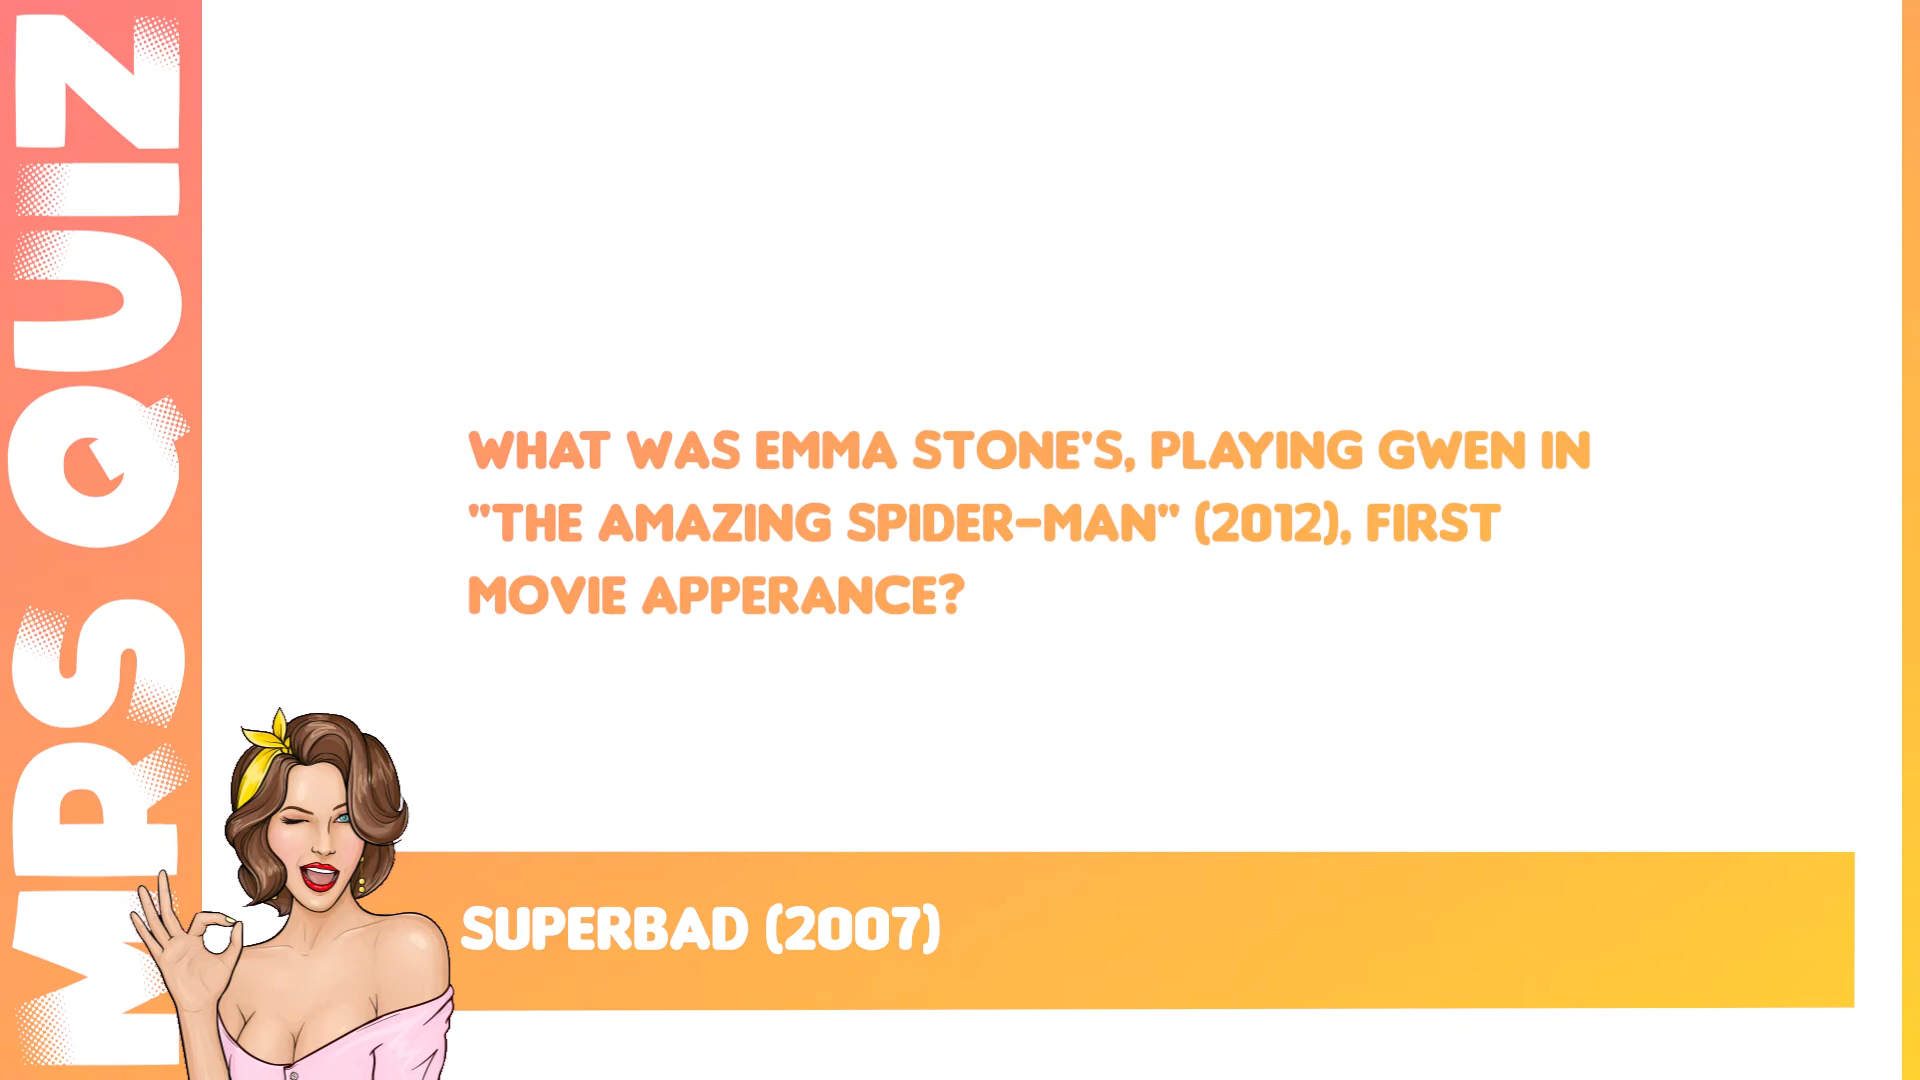 MRS QUIZ
WHAT WAS EMMA STONE'S, PLAYING GWEN IN
"THE AMAZING SPIDER-MAN" (2012), FIRST
MOVIE APPERANCE?
SUPERBAD (2007)